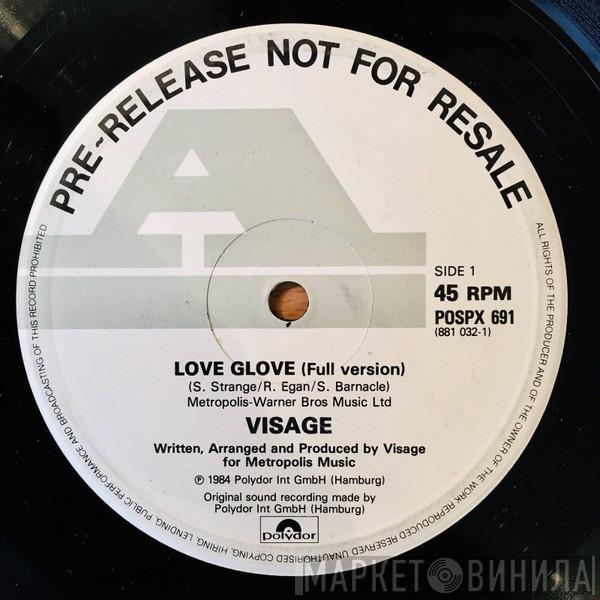 PRE-RELEASE NOT FOR RESALE
A
SIDE 1
45 RPM
POSPX 691
(881 032-1)
LOVE GLOVE (Full version)
(S. Strange/R. Egan/S. Barnacle)
Metropolis-Warner Bros Music Ltd
VISAGE
Written, Arranged and Produced by Visage
for Metropolis Music
℗ 1984 Polydor Int GmbH (Hamburg)
Original sound recording made by
Polydor Int GmbH (Hamburg)
polydor
ALL RIGHTS OF THE PRODUCER AND OF THE OWNER OF THE WORK REPRODUCED RESERVED. UNAUTHORISED COPYING, HIRING, LENDING, PUBLIC PERFORMANCE AND BROADCASTING OF THIS RECORD PROHIBITED
МАРКЕТ ВИНИЛА